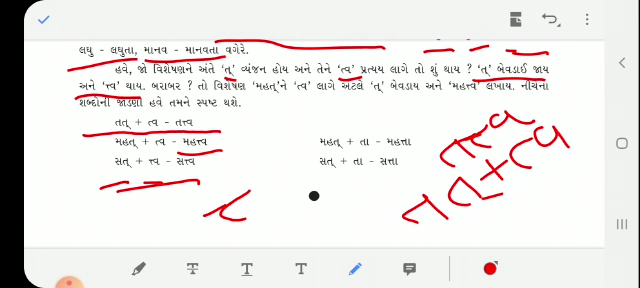 લઘુ - લઘુતા, માનવ - માનવતા વગેરે.
હવે, જો વિશેષણને અંતે 'ત્' વ્યંજન હોય અને તેને 'ત્વ' પ્રત્યય લાગે તો શું થાય ? 'ત્' બેવડાઈ જાય
અને 'ત્ત્વ' થાય. બરાબર ? તો વિશેષણ 'મહત્'ને 'ત્વ' લાગે એટલે 'ત્' બેવડાય અને 'મહત્ત્વ' લખાય. નીચેના
શબ્દોની જોડણી હવે તમને સ્પષ્ટ થશે.
તત્ + ત્વ - તત્ત્વ
મહત્ + ત્વ - મહત્ત્વ મહત્ + તા - મહત્તા
સત્ + ત્ત્વ - સત્ત્વ સત્ + તા - સત્તા